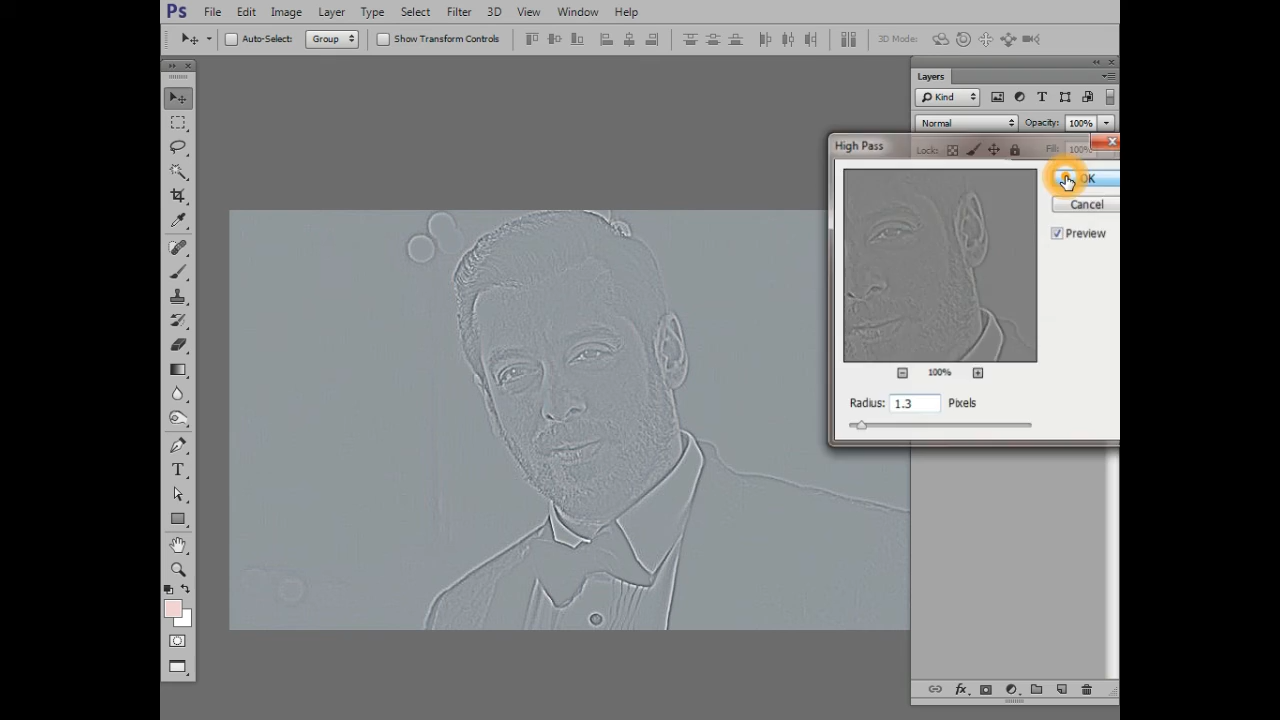 Ps File Edit Image Layer Type Select Filter 3D View Window Help
Auto-Select: Group Show Transform Controls 3D Mode:
Layers
Kind
Normal Opacity: 100%
High Pass
Lock: Fill: 100%
OK
Cancel
Preview
100%
Radius: 1.3 Pixels
fx